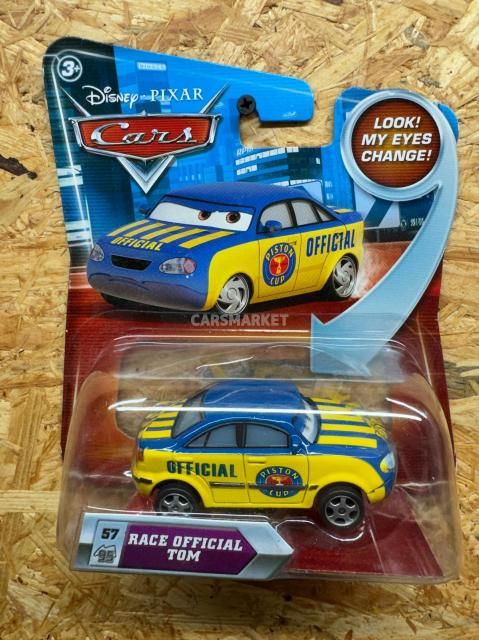 3+
Disney · PIXAR
Cars
LOOK!
MY EYES
CHANGE!
OFFICIAL
OFFICIAL
PISTON
CUP
CARSMARKET
OFFICIAL
PISTON
CUP
57
95
RACE OFFICIAL
TOM